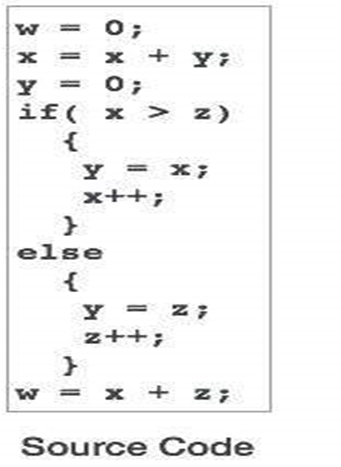 w = 0;
x = x + y;
y = 0;
if( x > z)
{
y = x;
x++;
}
else
{
y = z;
z++;
}
w = x + z;
Source Code